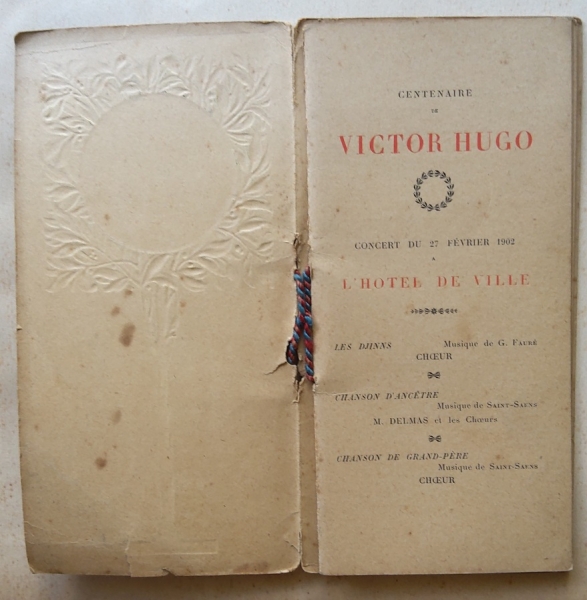 CENTENAIRE
DE
VICTOR HUGO
CONCERT DU 27 FÉVRIER 1902
A
L'HOTEL DE VILLE
LES DJINNS Musique de G. FAURÉ
CHŒUR
CHANSON D'ANCÊTRE
Musique de SAINT-SAENS
M. DELMAS et les Chœurs
CHANSON DE GRAND-PÈRE
Musique de SAINT-SAENS
CHŒUR